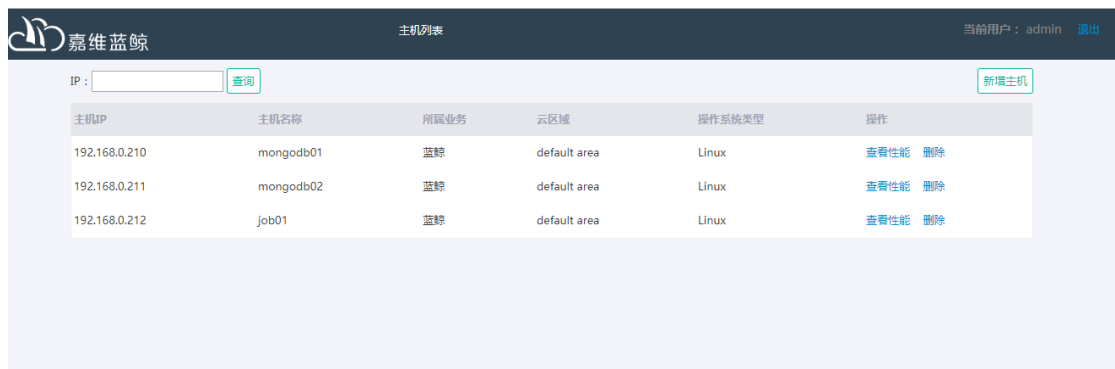 嘉维蓝鲸 主机列表 当前用户： admin 退出
IP： 查询 新增主机
主机IP 主机名称 所属业务 云区域 操作系统类型 操作
192.168.0.210 mongodb01 蓝鲸 default area Linux 查看性能 删除
192.168.0.211 mongodb02 蓝鲸 default area Linux 查看性能 删除
192.168.0.212 job01 蓝鲸 default area Linux 查看性能 删除